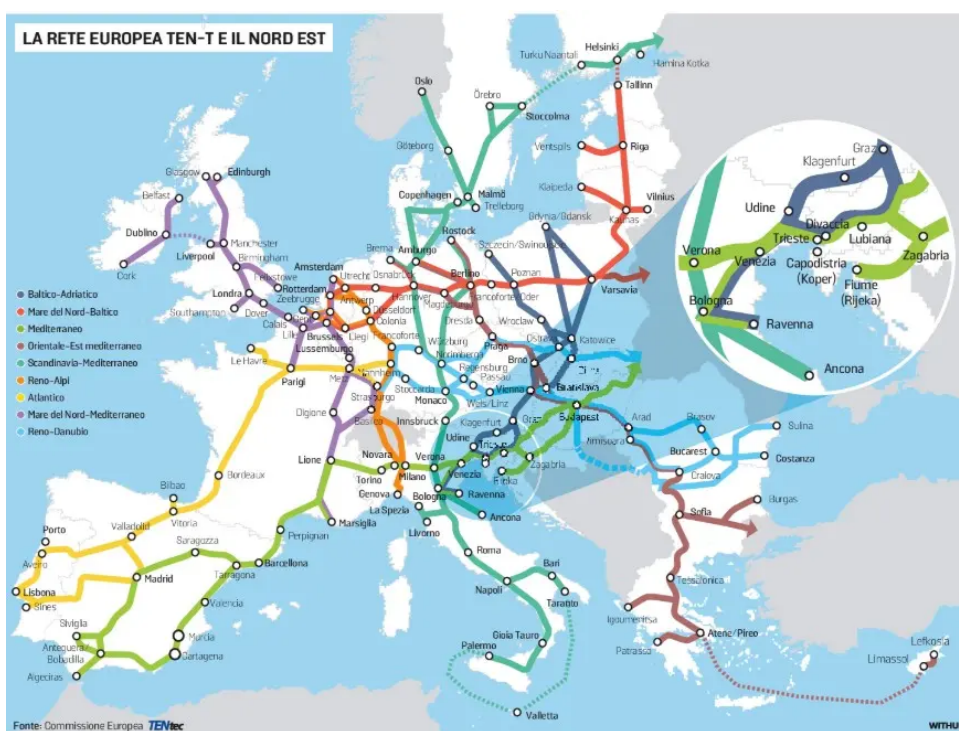 LA RETE EUROPEA TEN-T E IL NORD EST
Helsinki
Turku Naantali
Hamina Kotka
Oslo
Örebro
Tallinn
Stoccolma
Göteborg
Ventspils
Riga
Glasgow
Edinburgh
Belfast
Copenhagen
Malmö
Trelleborg
Klaipeda
Vilnius
Kaunas
Gdynia/Gdansk
Dublino
Liverpool
Manchester
Birmingham
Cork
Rostock
Brema
Amburgo
Szczecin/Swinoujscie
Amsterdam
Utrecht
Osnabruck
Berlino
Poznan
Felixstowe
Rotterdam
Hannover
Magdeburgo
Francoforte/Oder
Varsavia
Londra
Zeebrugge
Antwerp
Düsseldorf
Southampton
Dover
Calais
Colonia
Dresda
Wroclaw
Lille
Brussels
Liegi
Francoforte
Praga
Katowice
Lussemburgo
Würzburg
Norimberga
Brno
Le Havre
Parigi
Metz
Mannheim
Regensburg
Passau
Strasburgo
Stoccarda
Wels/Linz
Vienna
Bratislava
Monaco
Budapest
Digione
Basilea
Innsbruck
Klagenfurt
Graz
Arad
Brasov
Sulina
Udine
Timisoara
Bucarest
Costanza
Lione
Novara
Verona
Zagabria
Craiova
Torino
Milano
Venezia
Bordeaux
Genova
Bologna
Ravenna
Bilbao
La Spezia
Ancona
Sofia
Burgas
Porto
Valladolid
Vitoria
Marsiglia
Livorno
Perpignan
Saragozza
Aveiro
Roma
Barcellona
Bari
Madrid
Tarragona
Napoli
Taranto
Tessalonica
Lisbona
Sines
Valencia
Igoumenitsa
Siviglia
Murcia
Gioia Tauro
Atene/Pireo
Antequera/
Bobadilla
Palermo
Patrasso
Lefkosia
Cartagena
Limassol
Algeciras
Valletta
Baltico-Adriatico
Mare del Nord-Baltico
Mediterraneo
Orientale-Est mediterraneo
Scandinavia-Mediterraneo
Reno-Alpi
Atlantico
Mare del Nord-Mediterraneo
Reno-Danubio
Graz
Klagenfurt
Udine
Divaccia
Trieste
Lubiana
Verona
Venezia
Capodistria
(Koper)
Zagabria
Fiume
(Rijeka)
Bologna
Ravenna
Ancona
Fonte: Commissione Europea TENtec
WITHU